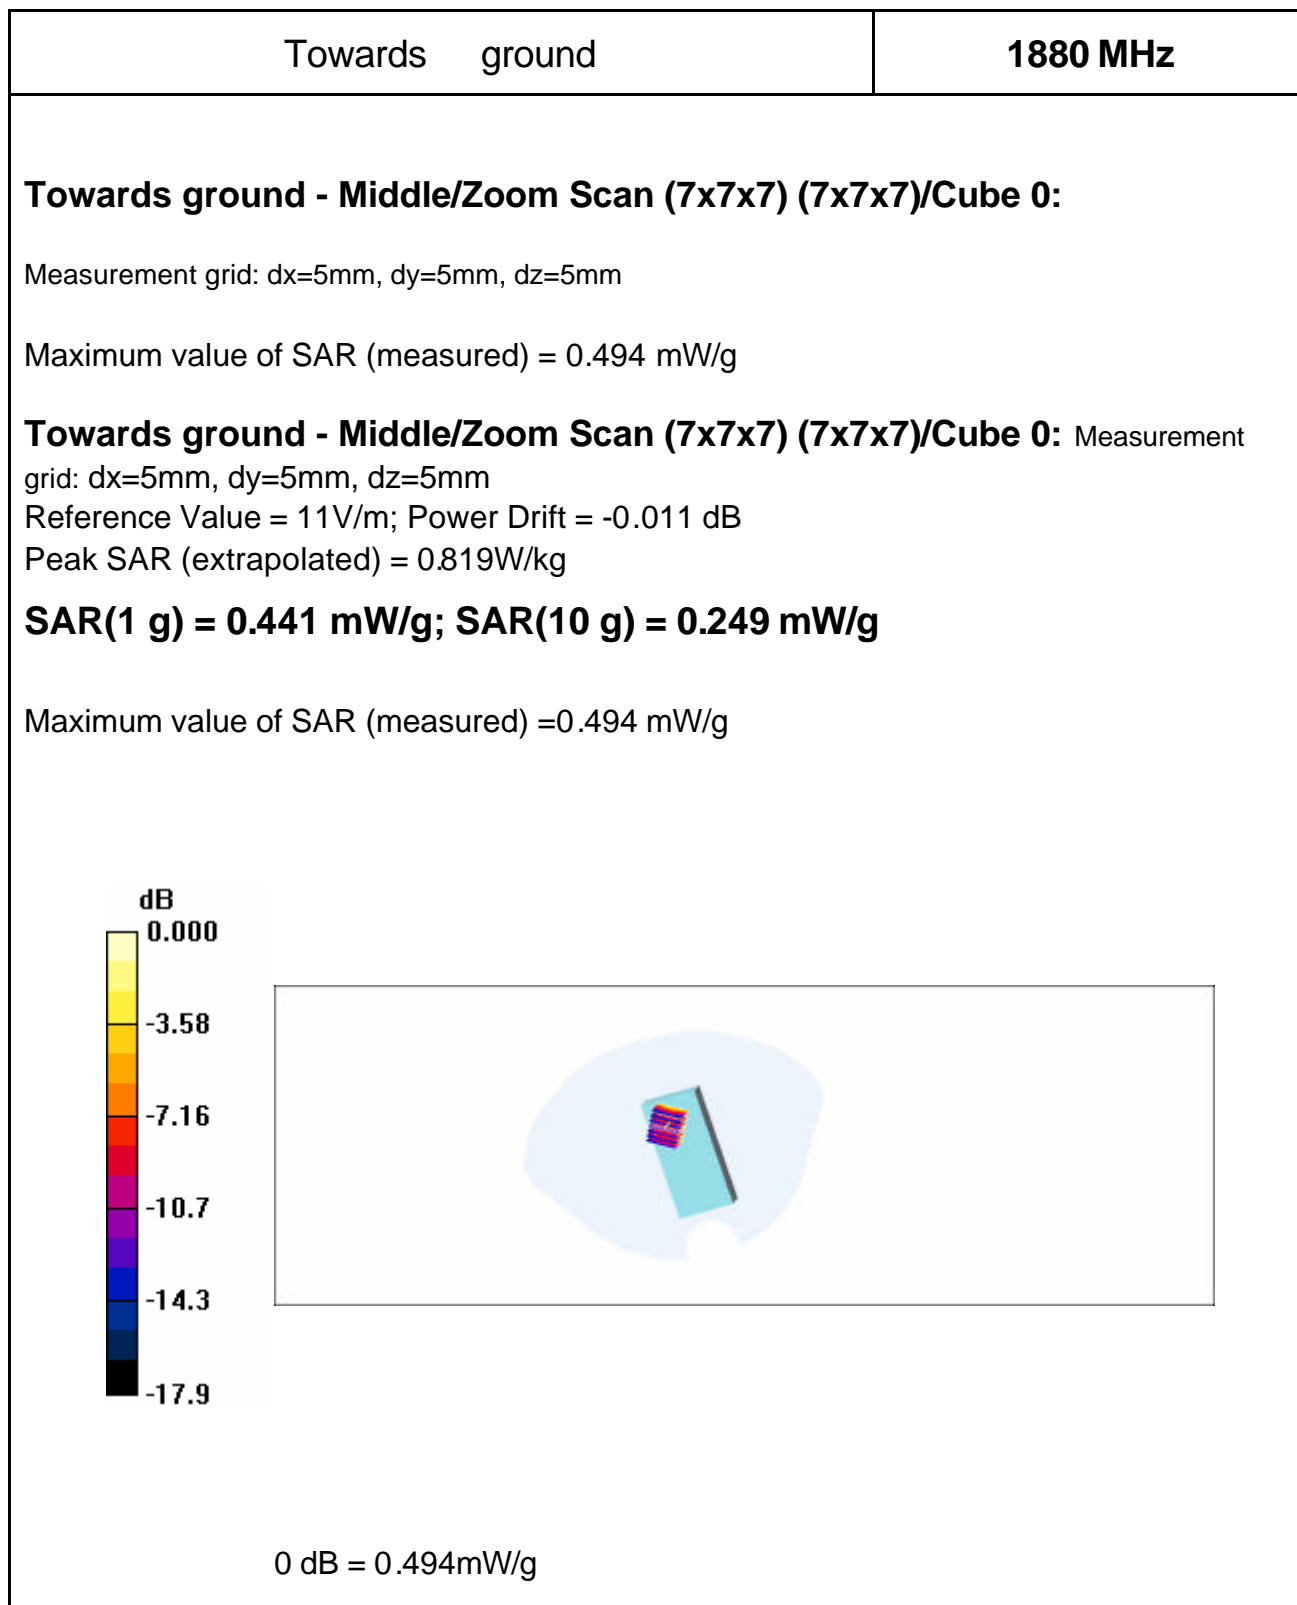 Towards ground 1880 MHz
Towards ground - Middle/Zoom Scan (7x7x7) (7x7x7)/Cube 0:
Measurement grid: dx=5mm, dy=5mm, dz=5mm
Maximum value of SAR (measured) = 0.494 mW/g
Towards ground - Middle/Zoom Scan (7x7x7) (7x7x7)/Cube 0: Measurement
grid: dx=5mm, dy=5mm, dz=5mm
Reference Value = 11V/m; Power Drift = -0.011 dB
Peak SAR (extrapolated) = 0.819W/kg
SAR(1 g) = 0.441 mW/g; SAR(10 g) = 0.249 mW/g
Maximum value of SAR (measured) =0.494 mW/g
dB
0.000
-3.58
-7.16
-10.7
-14.3
-17.9
0 dB = 0.494mW/g